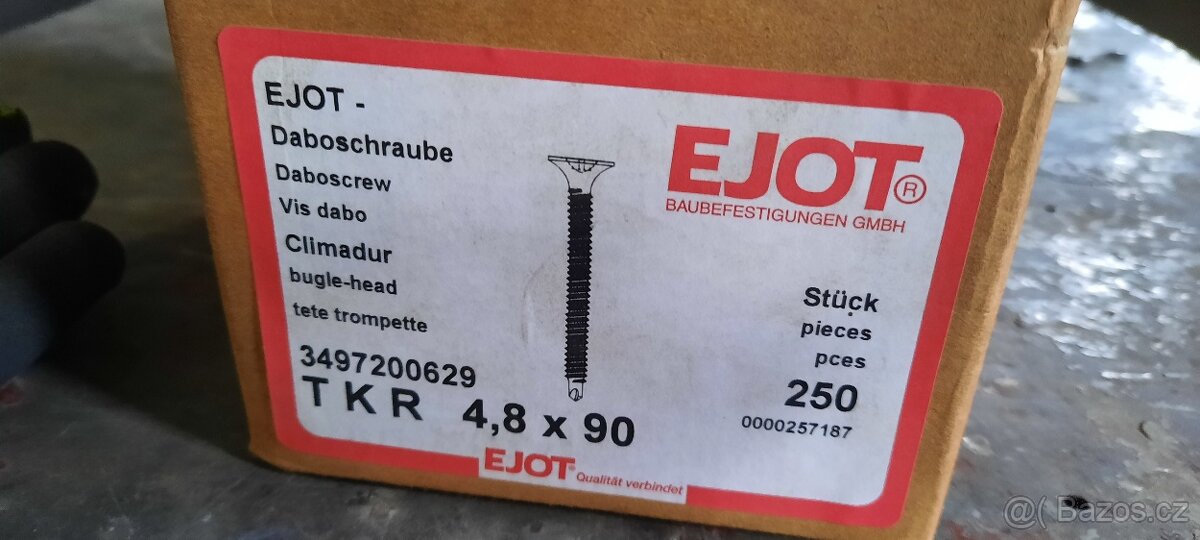 EJOT -
Daboschraube
Daboscrew
Vis dabo
Climadur
bugle-head
tete trompette
3497200629
TKR 4,8 x 90
EJOT®
BAUBEFESTIGUNGEN GMBH
Stück
pieces
pces
250
0000257187
EJOT® Qualität verbindet
@( Bazos.cz